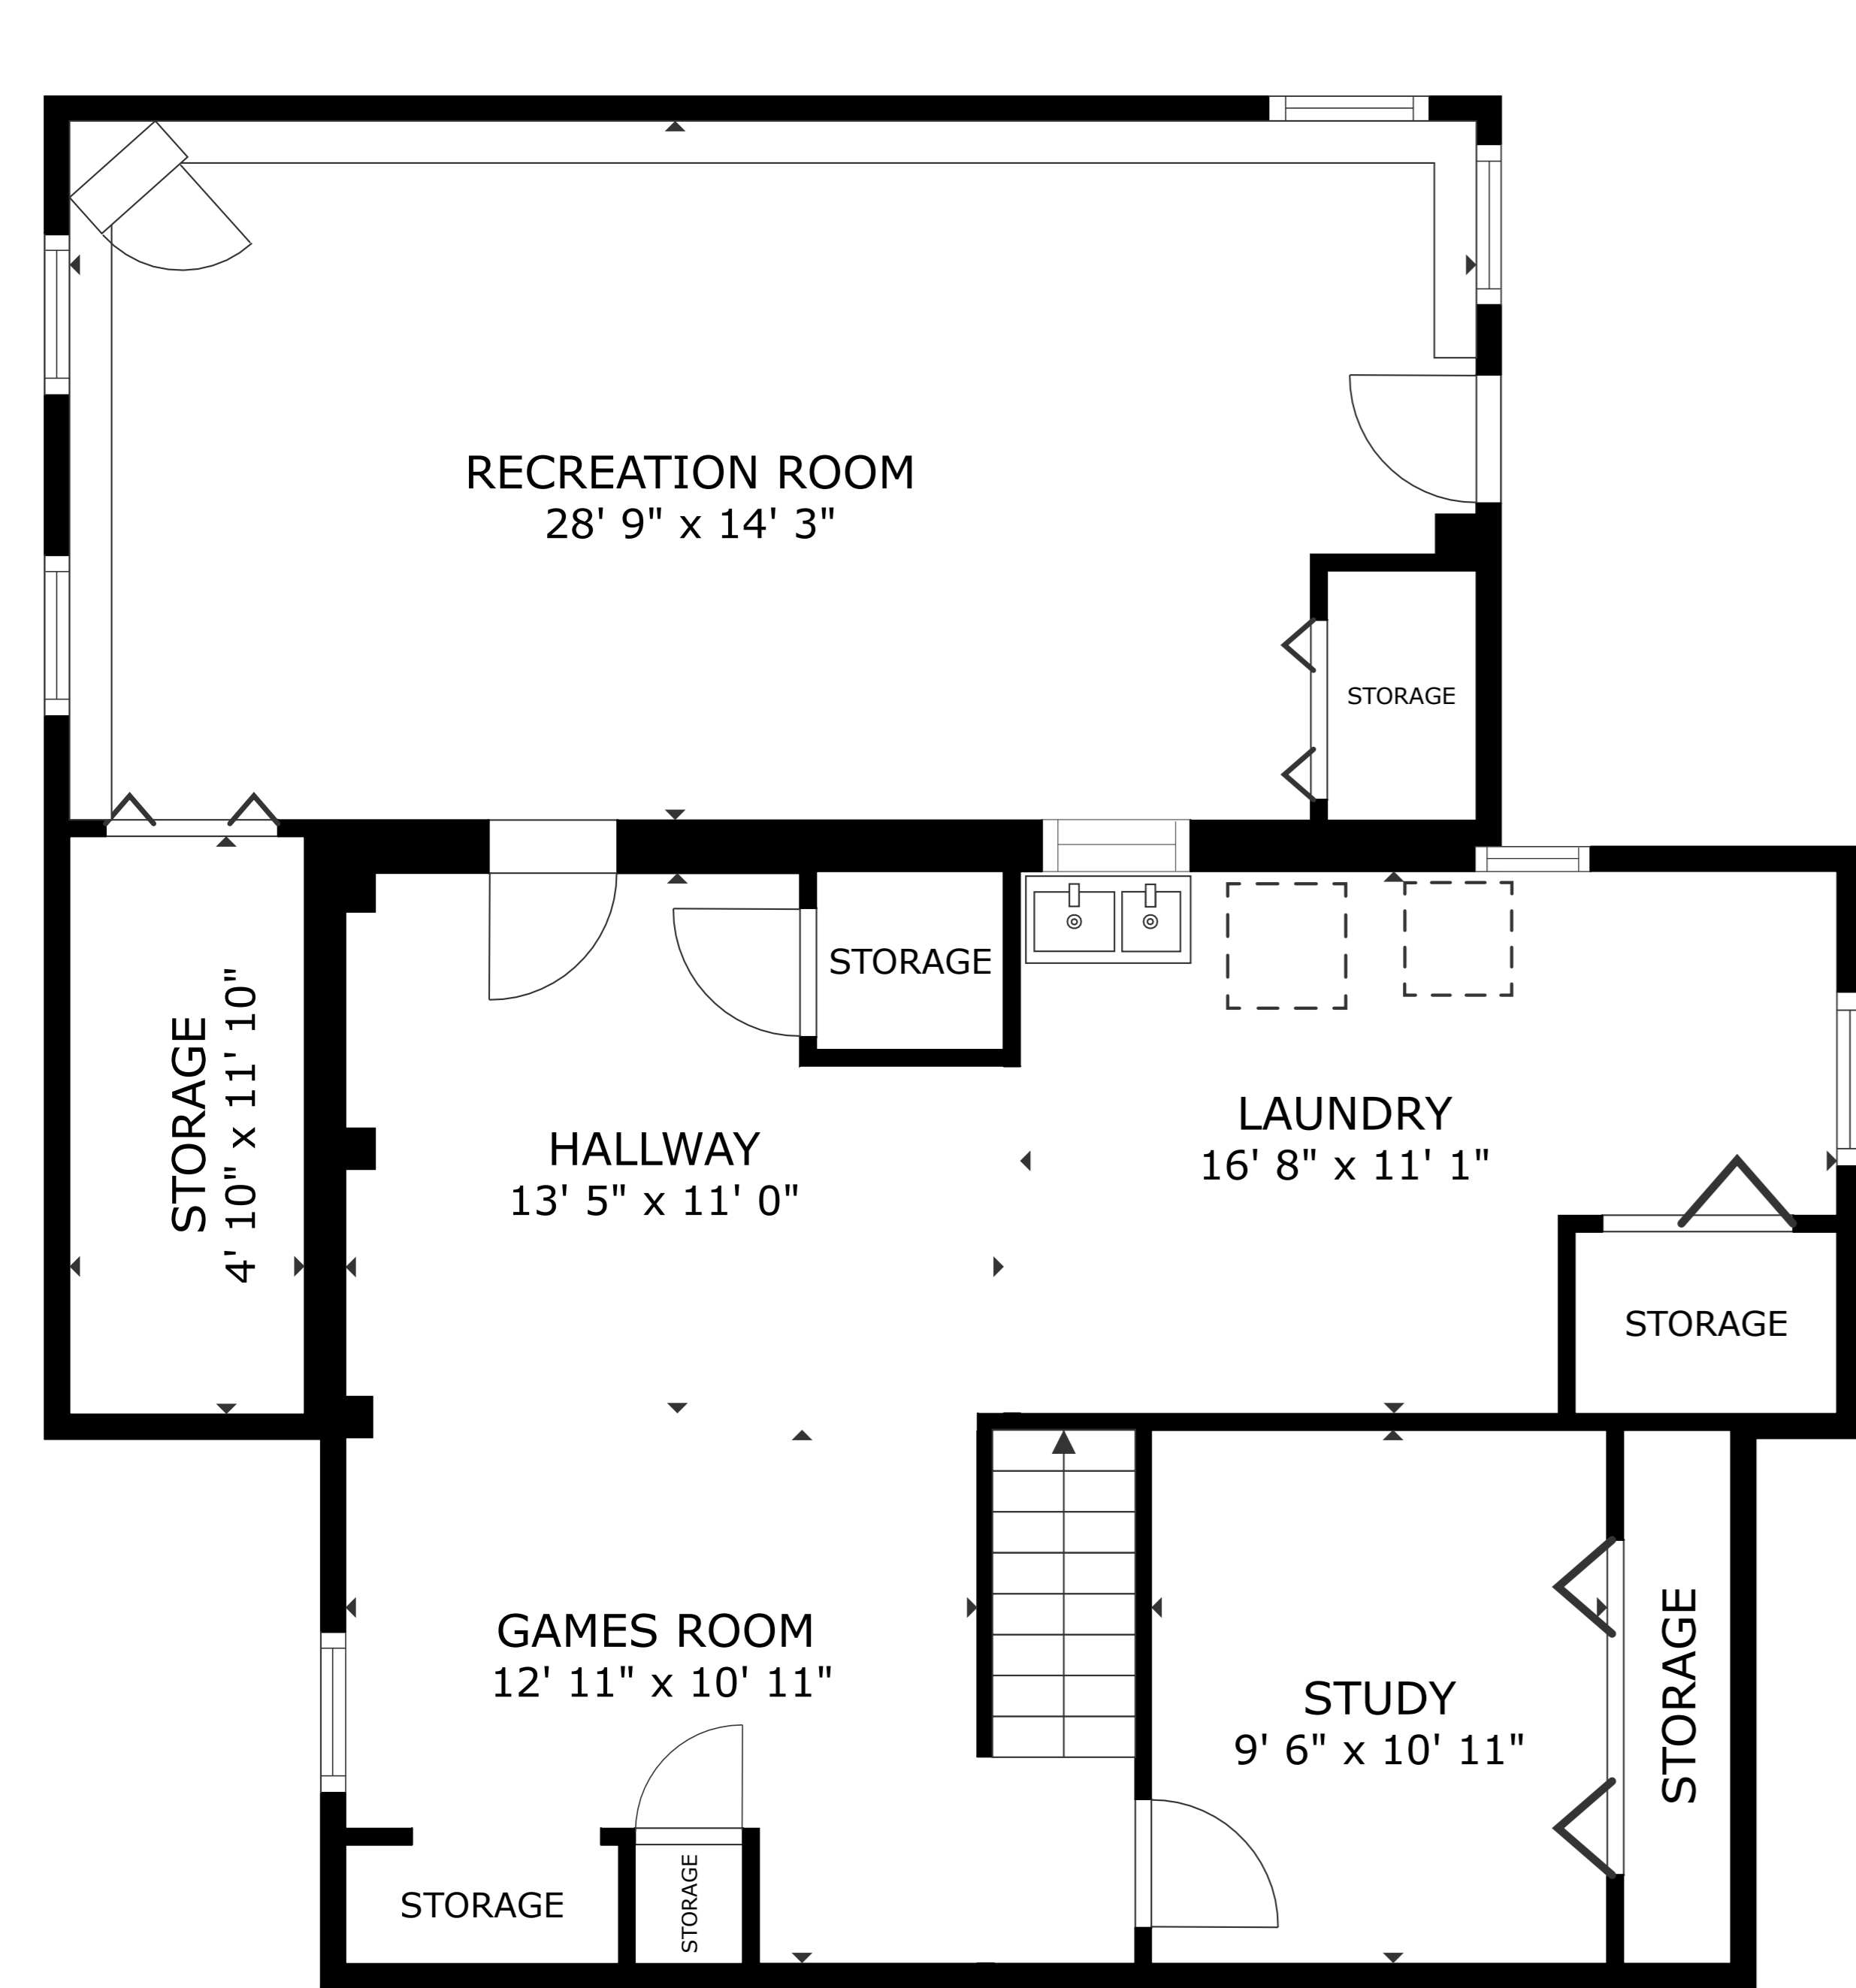 RECREATION ROOM
28' 9" x 14' 3"
STORAGE
STORAGE
STORAGE
4' 10" x 11' 10"
HALLWAY
13' 5" x 11' 0"
LAUNDRY
16' 8" x 11' 1"
STORAGE
GAMES ROOM
12' 11" x 10' 11"
STUDY
9' 6" x 10' 11"
STORAGE
STORAGE
STORAGE